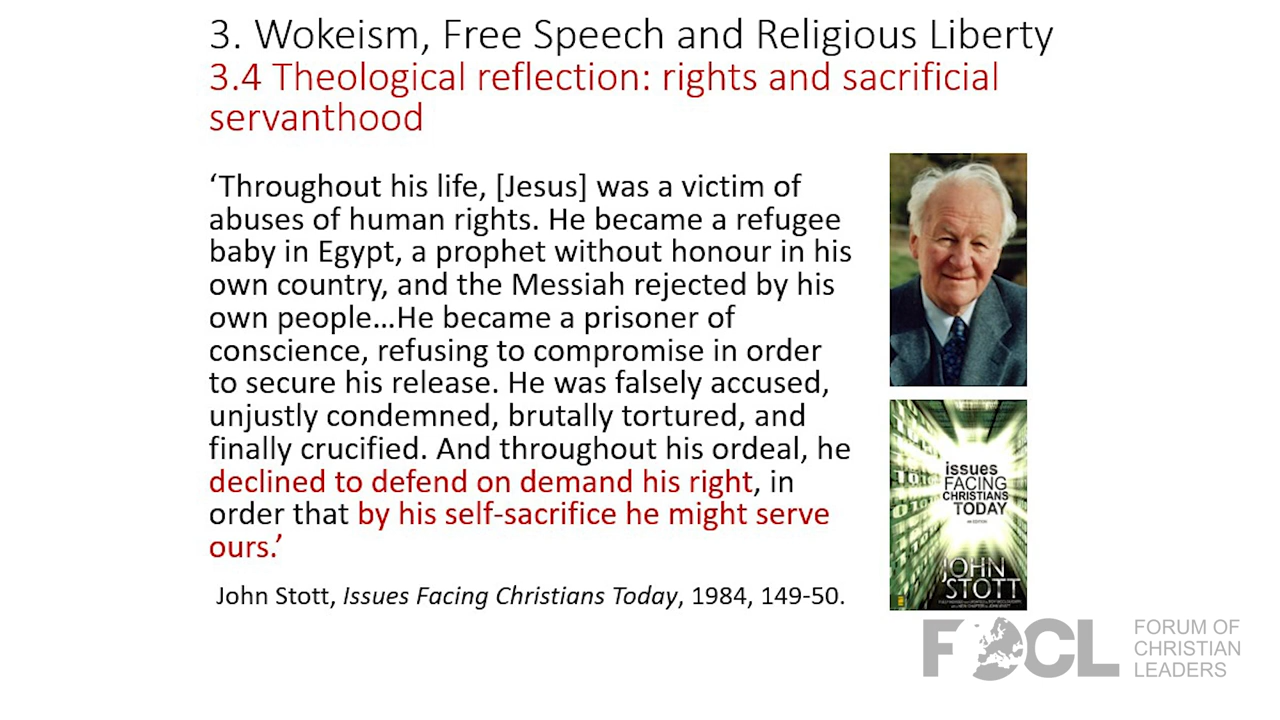 3. Wokeism, Free Speech and Religious Liberty
3.4 Theological reflection: rights and sacrificial
servanthood
‘Throughout his life, [Jesus] was a victim of
abuses of human rights. He became a refugee
baby in Egypt, a prophet without honour in his
own country, and the Messiah rejected by his
own people…He became a prisoner of
conscience, refusing to compromise in order
to secure his release. He was falsely accused,
unjustly condemned, brutally tortured, and
finally crucified. And throughout his ordeal, he
declined to defend on demand his right, in
order that by his self-sacrifice he might serve
ours.’
John Stott, Issues Facing Christians Today, 1984, 149-50.
issues
FACING
CHRISTIANS
TODAY
JOHN
STOTT
FOCL
FORUM OF
CHRISTIAN
LEADERS